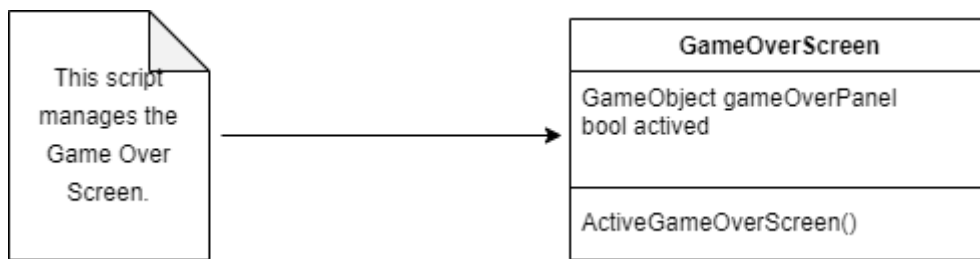 This script
manages the
Game Over
Screen.
GameOverScreen
GameObject gameOverPanel
bool actived
ActiveGameOverScreen()